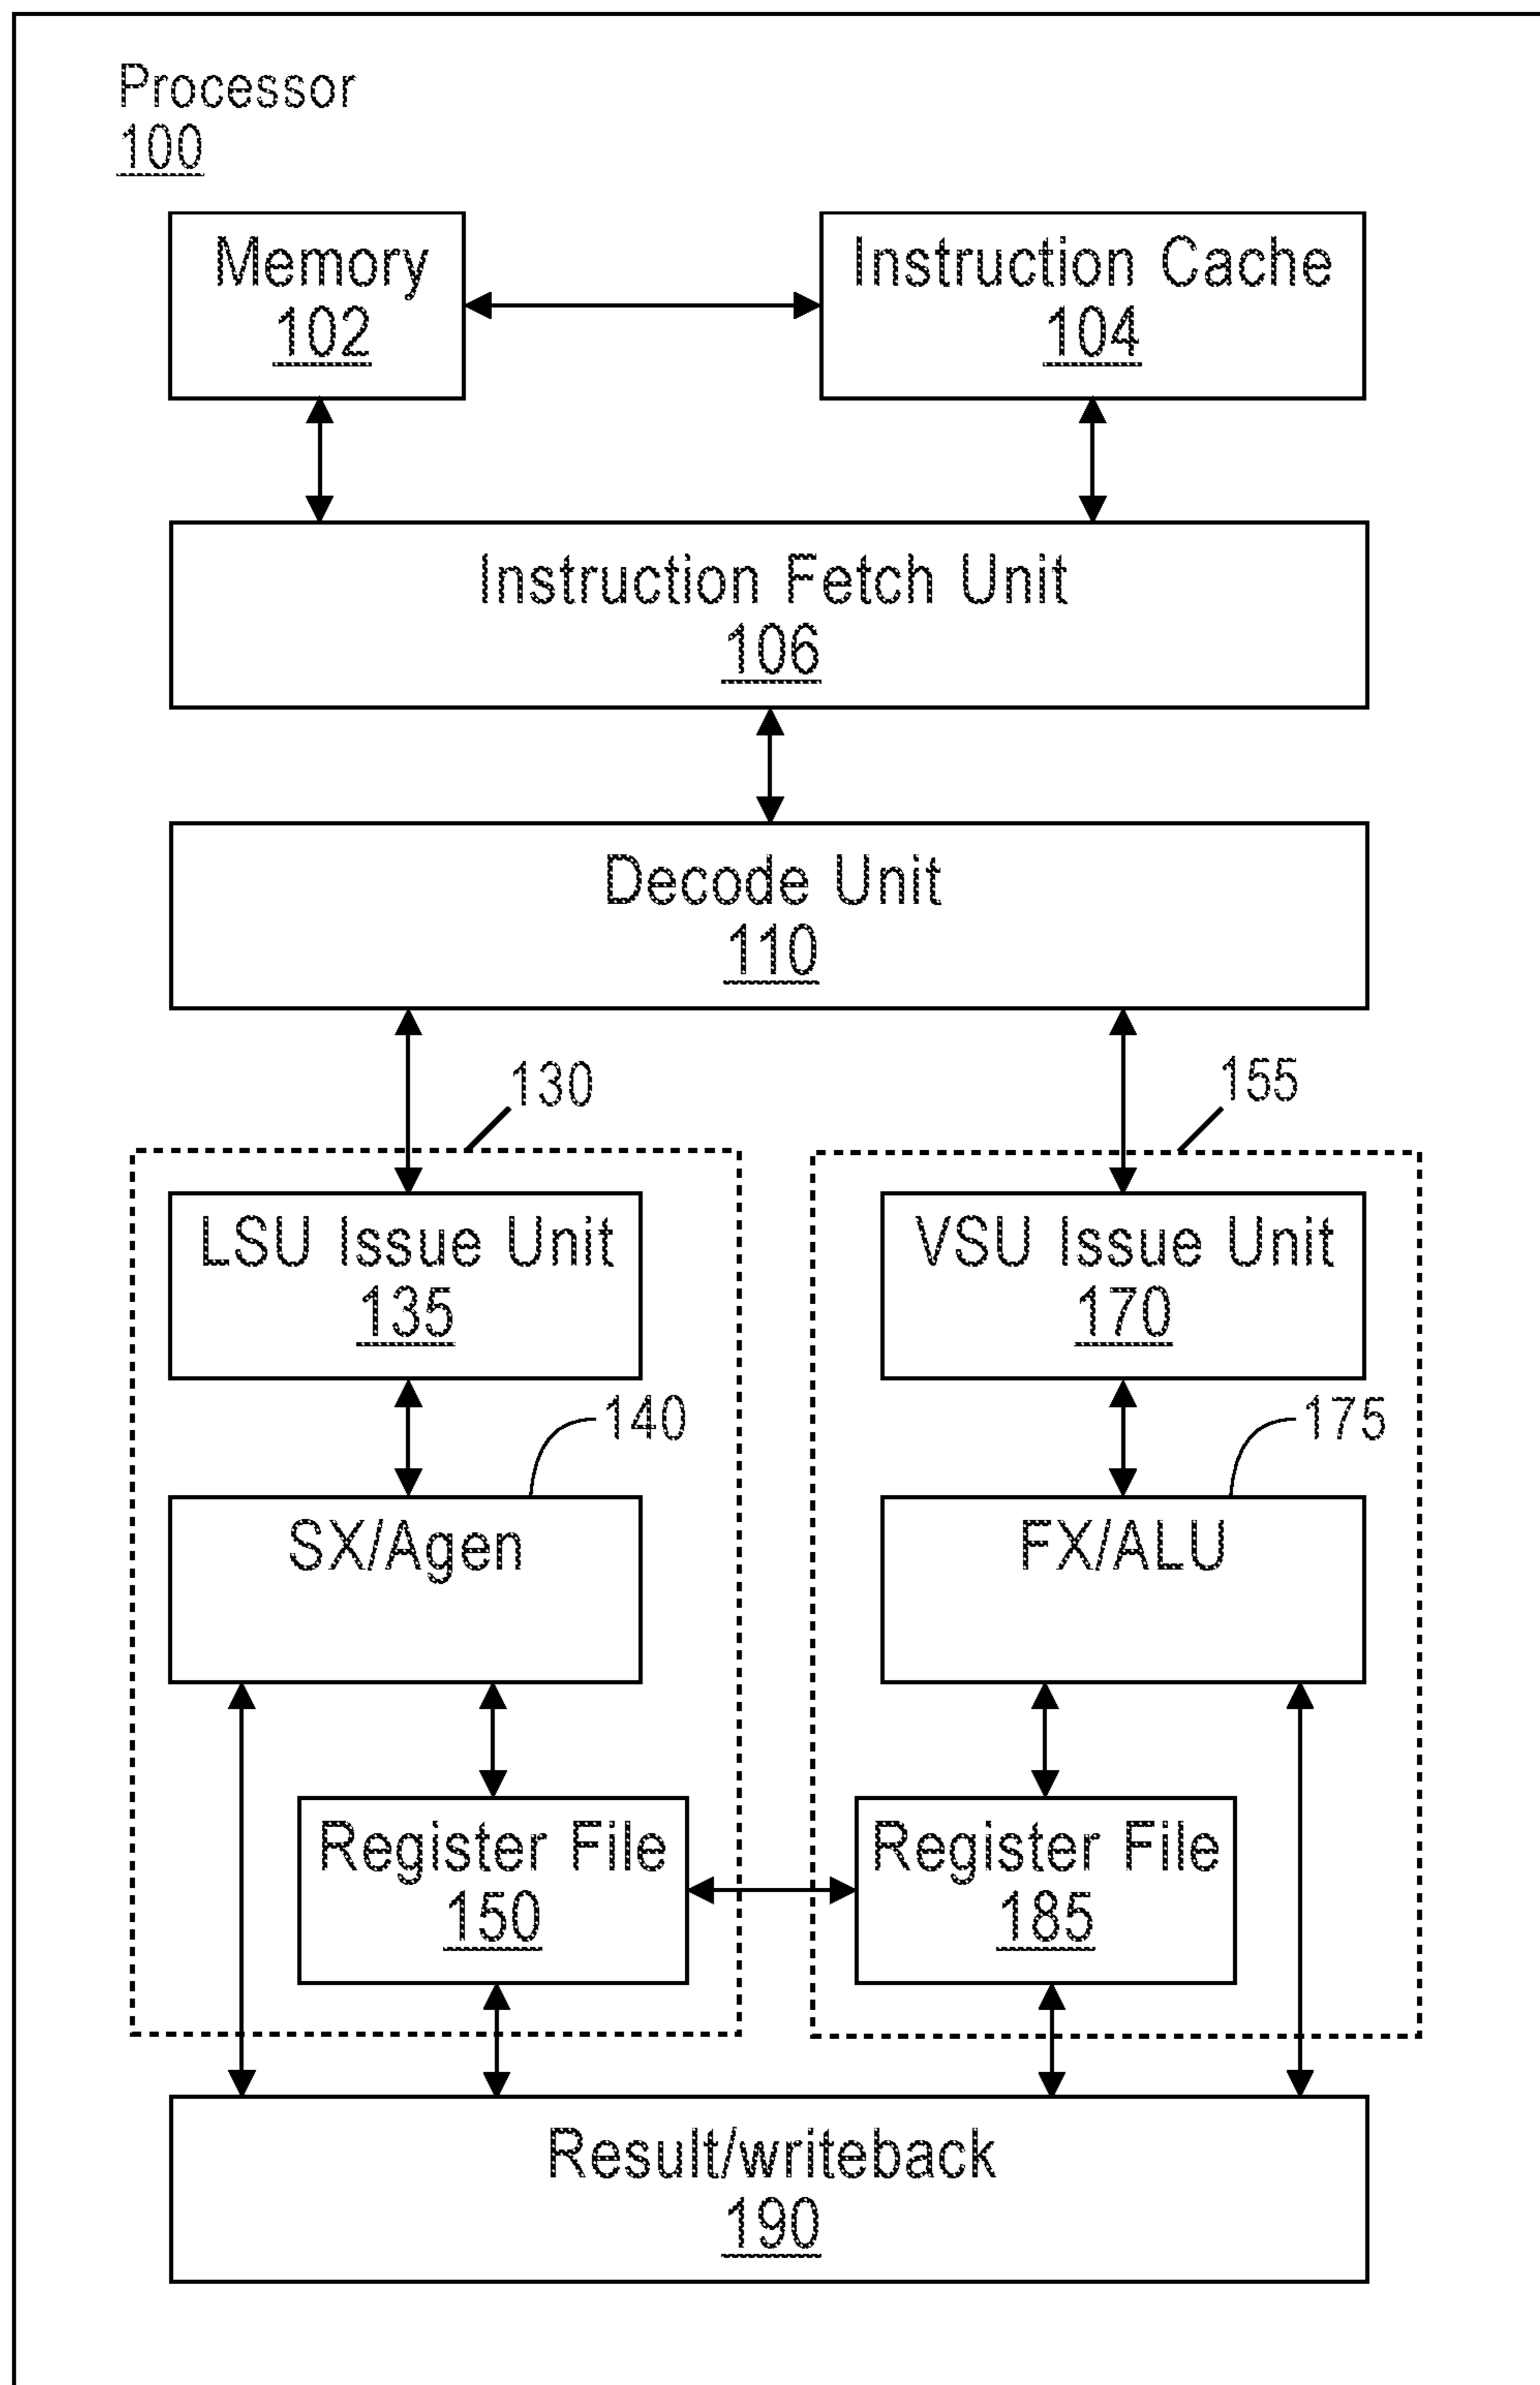 Processor
100
Memory
102
Instruction Cache
104
Instruction Fetch Unit
106
Decode Unit
110
130
155
LSU Issue Unit
135
VSU Issue Unit
170
140
175
SX/Agen
FX/ALU
Register File
150
Register File
185
Result/writeback
190